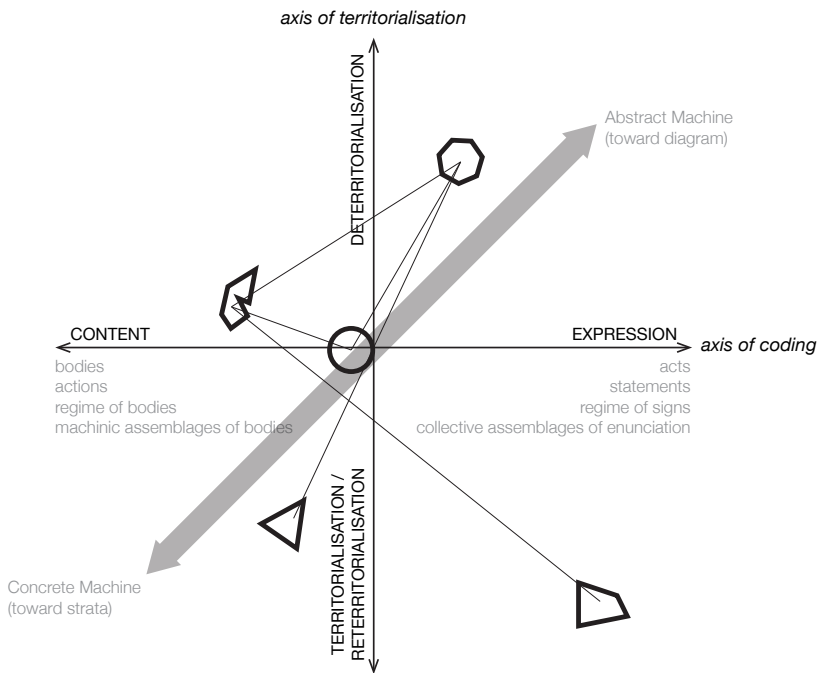 axis of territorialisation
DETERRITORIALISATION
Abstract Machine
(toward diagram)
CONTENT
EXPRESSION
axis of coding
bodies
actions
regime of bodies
machinic assemblages of bodies
acts
statements
regime of signs
collective assemblages of enunciation
TERRITORIALISATION /
RETERRITORIALISATION
Concrete Machine
(toward strata)